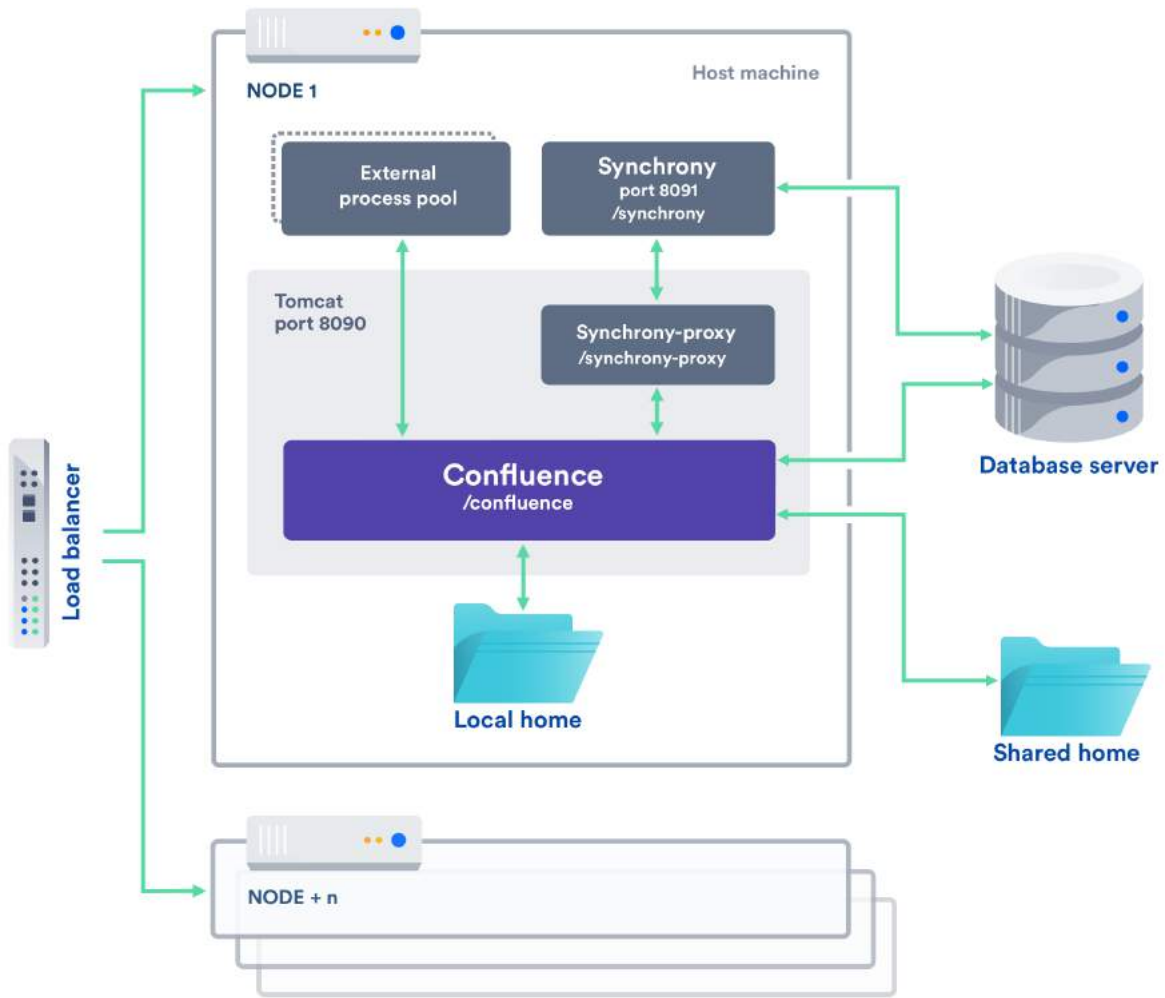 NODE 1
Host machine
External
process pool
Synchrony
port 8091
/synchrony
Tomcat
port 8090
Synchrony-proxy
/synchrony-proxy
Confluence
/confluence
Local home
Load balancer
Database server
Shared home
NODE + n